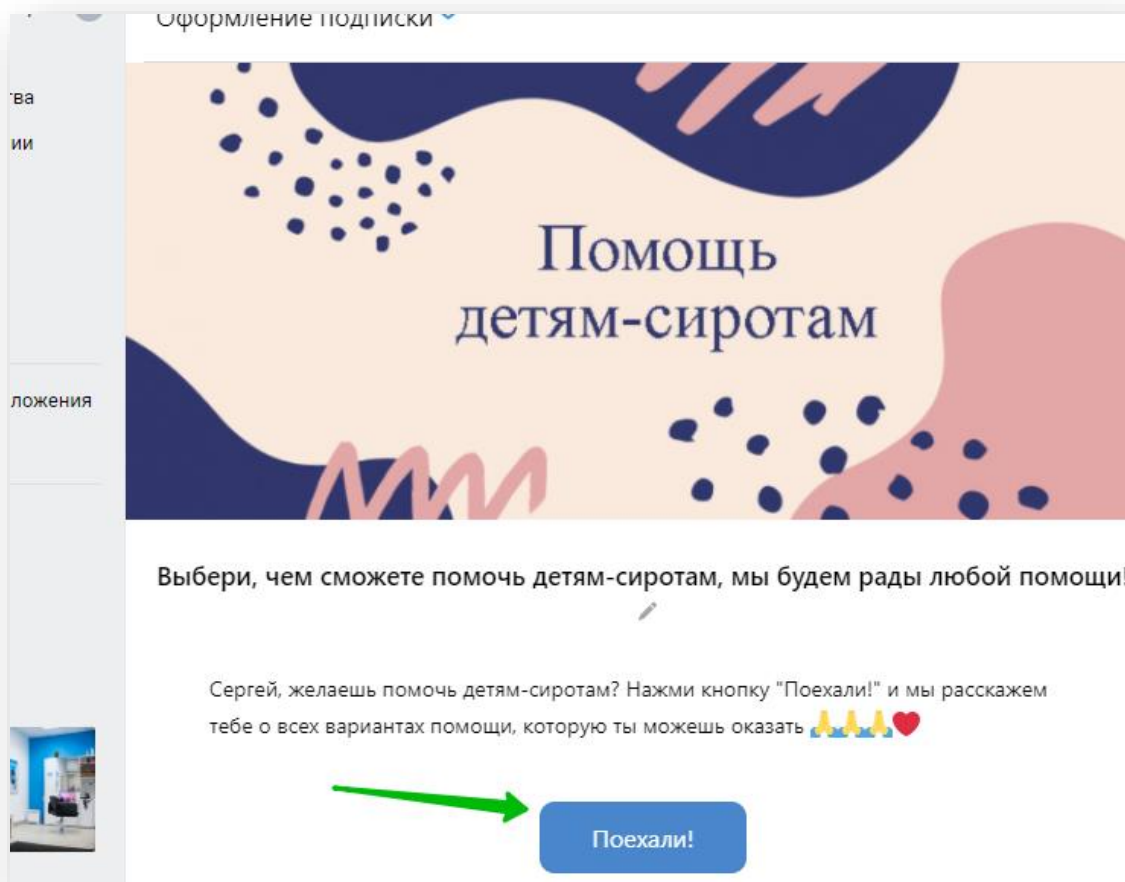 Оформление подписки
тва
ии
ложения
Помощь
детям-сиротам
Выбери, чем сможете помочь детям-сиротам, мы будем рады любой помощи!
Сергей, желаешь помочь детям-сиротам? Нажми кнопку "Поехали!" и мы расскажем
тебе о всех вариантах помощи, которую ты можешь оказать 🙏🙏🙏❤
Поехали!